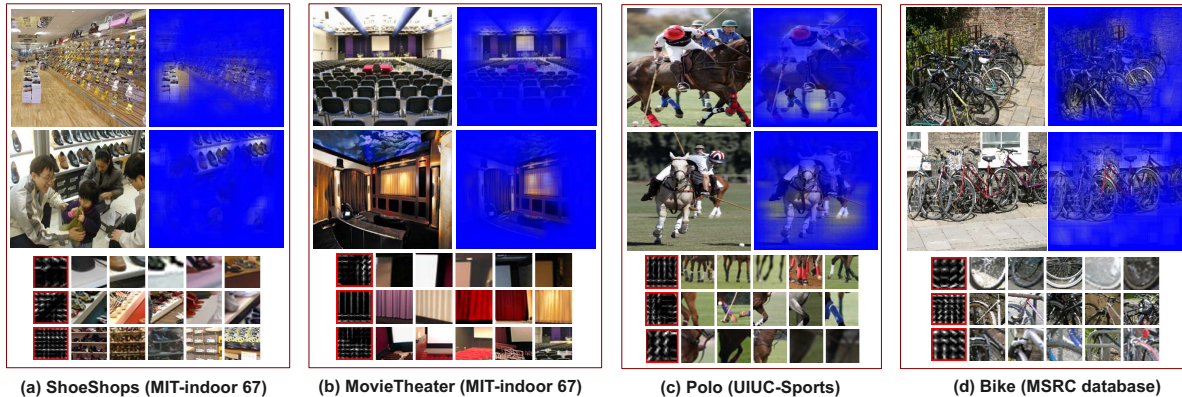 (a) ShoeShops (MIT-indoor 67)
(b) MovieTheater (MIT-indoor 67)
(c) Polo (UIUC-Sports)
(d) Bike (MSRC database)